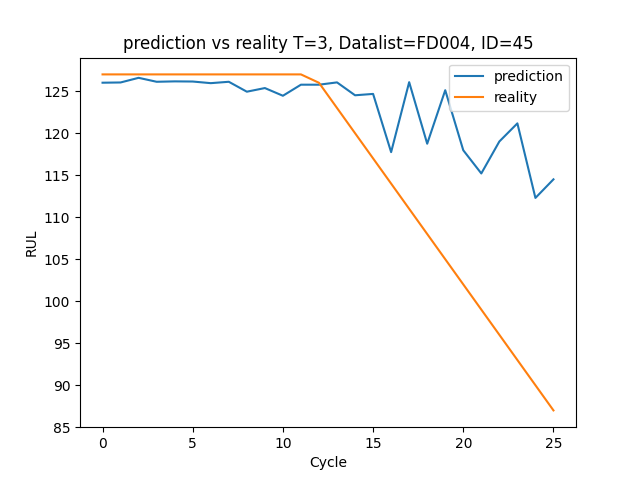 prediction vs reality T=3, Datalist=FD004, ID=45
prediction
reality
125
120
115
110
105
100
95
90
85
RUL
0 5 10 15 20 25
Cycle